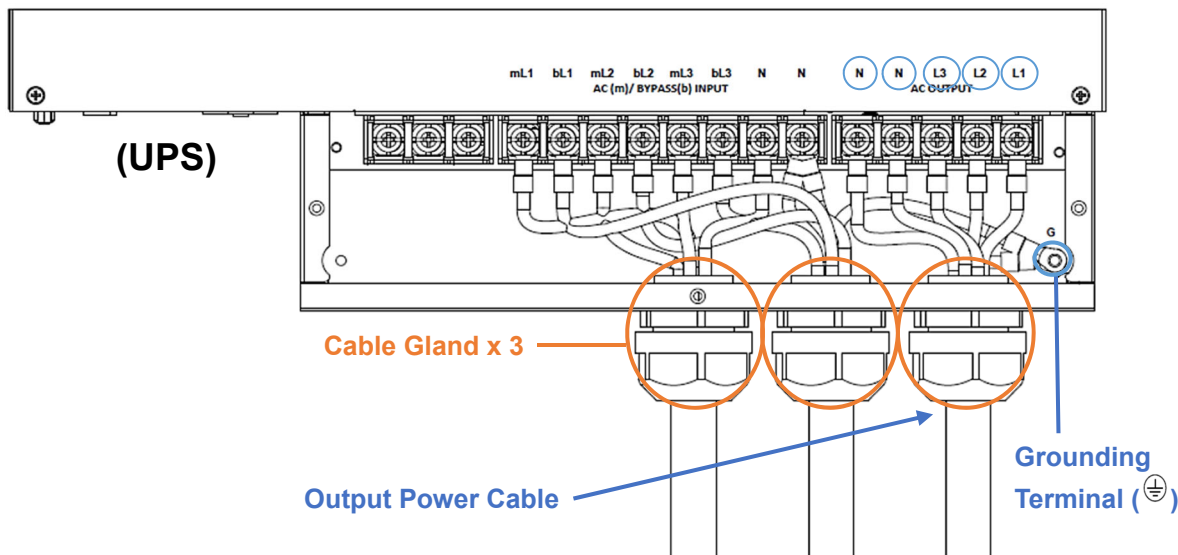 mL1 bL1 mL2 bL2 mL3 bL3 N N N N L3 L2 L1
AC (m)/ BYPASS(b) INPUT AC OUTPUT
(UPS)
G
Cable Gland x 3
Grounding
Output Power Cable
Terminal (⏚)